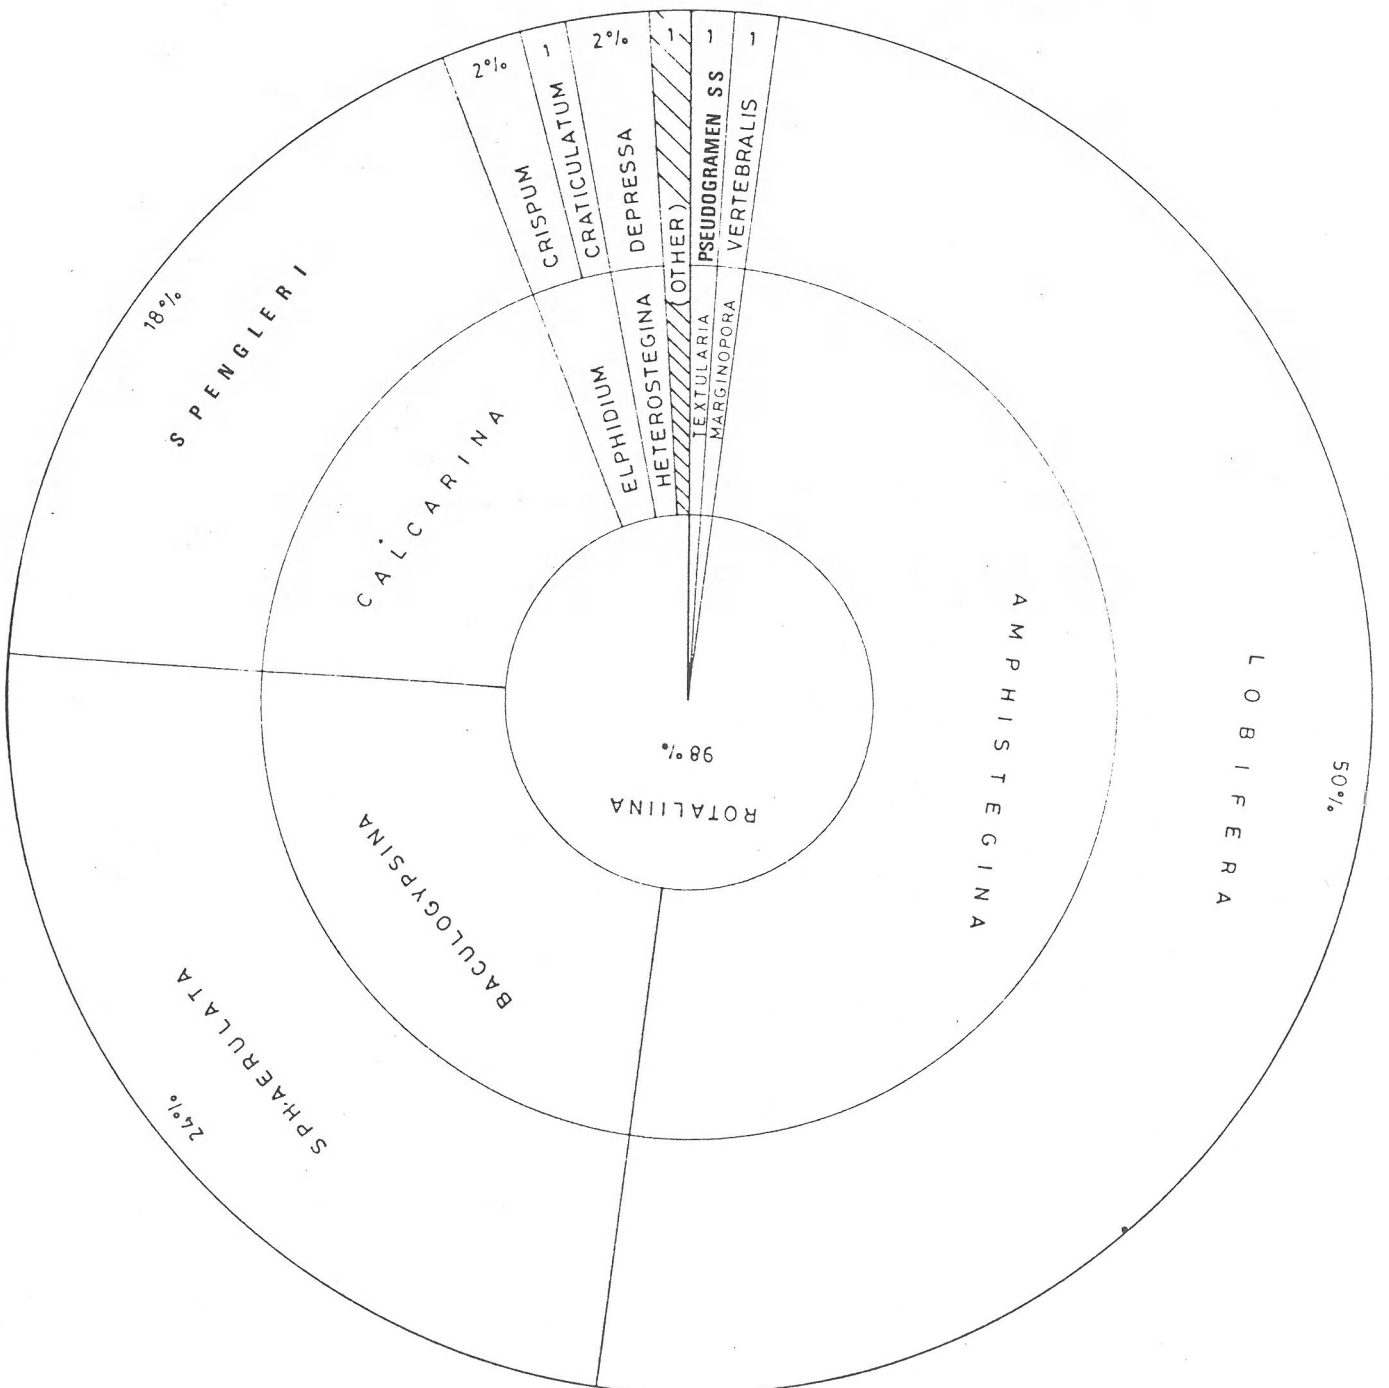 2%
1
2%
1
1
1
CRISPUM
CRATICULATUM
DEPRESSA
(OTHER)
PSEUDOGRAMEN SS
VERTEBRALIS
18%
SPENGLERI
CALCARINA
ELPHIDIUM
HETEROSTEGINA
TEXTULARIA
MARGINOPORA
AMPHISTEGINA
LOBIFERA
50%
98%
ROTALIINA
BACULOGYPSINA
SPHAERULATA
24%